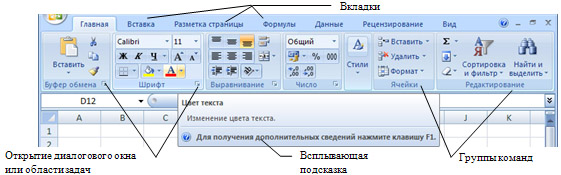 Вкладки
Главная Вставка Разметка страницы Формулы Данные Рецензирование Вид
Calibri 11 Общий Вставить
Вставить Ж К Ч % 000 Стили Удалить Сортировка Найти и
Формат и фильтр выделить
Буфер обмена Шрифт Выравнивание Число Ячейки Редактирование
D12 Цвет текста
A B C J K
1 Изменение цвета текста.
2 Для получения дополнительных сведений нажмите клавишу F1.
Открытие диалогового окна Всплывающая Группы команд
или области задач подсказка